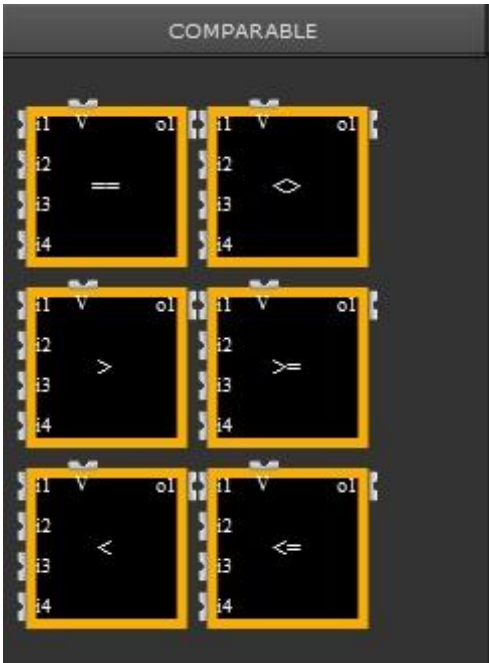 COMPARABLE
i1 V o1 i1 V o1
i2 i2
== <>
i3 i3
i4 i4
i1 V o1 i1 V o1
i2 i2
> >=
i3 i3
i4 i4
i1 V o1 i1 V o1
i2 i2
< <=
i3 i3
i4 i4